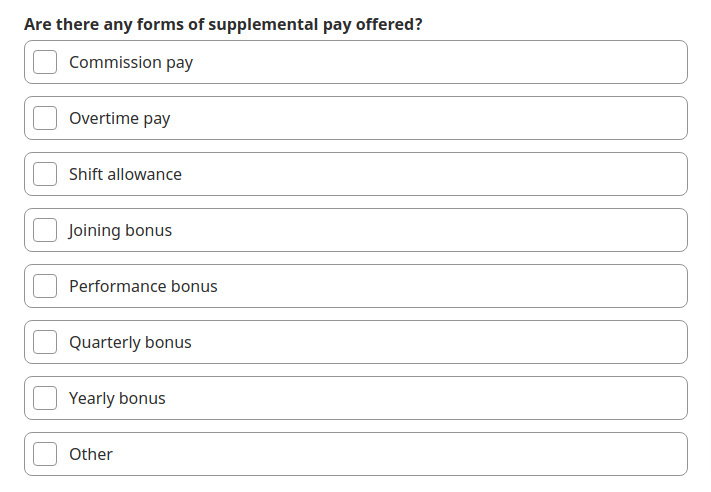 Are there any forms of supplemental pay offered?
Commission pay
Overtime pay
Shift allowance
Joining bonus
Performance bonus
Quarterly bonus
Yearly bonus
Other